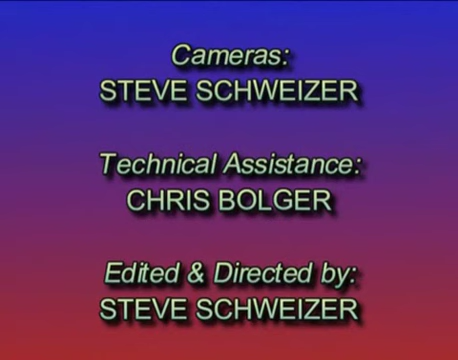 Cameras:
STEVE SCHWEIZER
Technical Assistance:
CHRIS BOLGER
Edited & Directed by:
STEVE SCHWEIZER